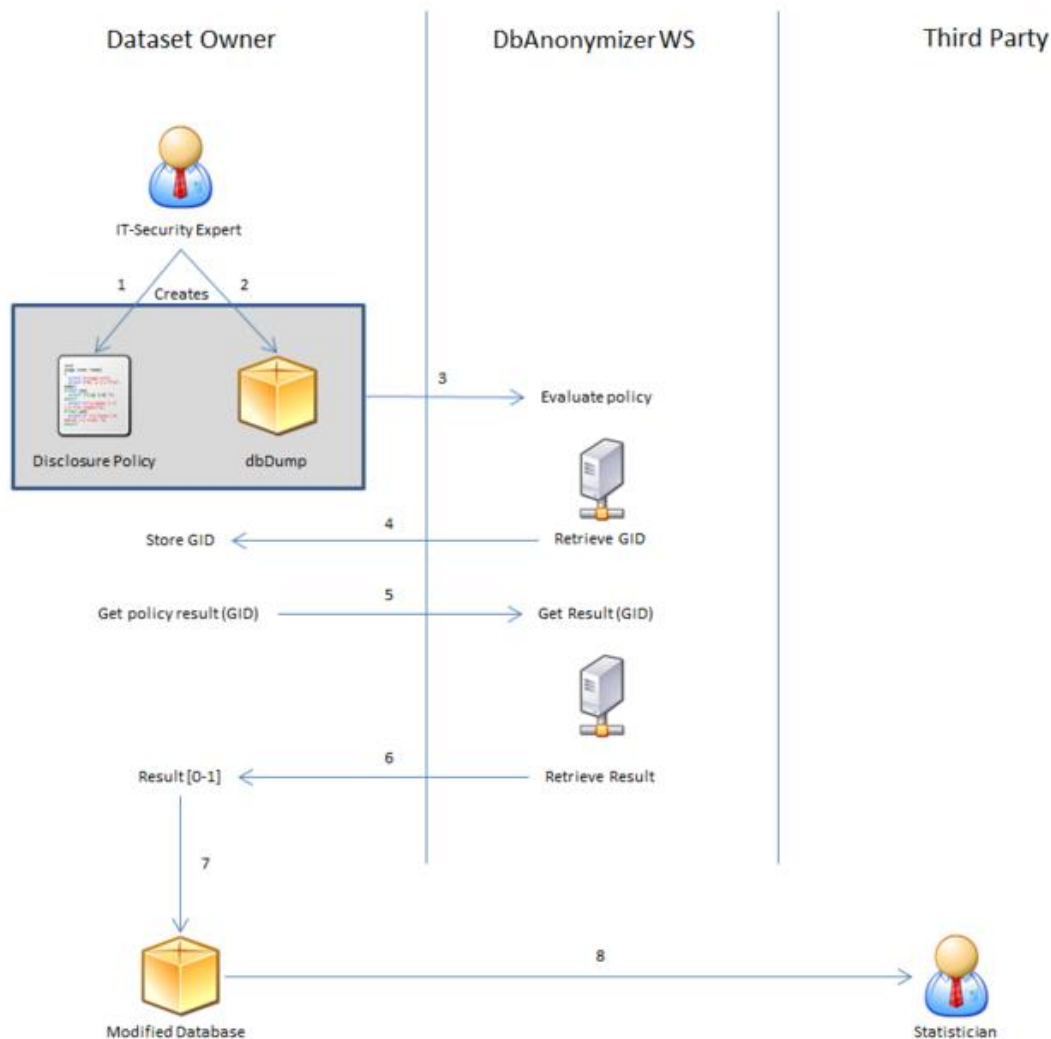 Dataset Owner
DbAnonymizer WS
Third Party
IT-Security Expert
1
Creates
2
Disclosure Policy
dbDump
3
Evaluate policy
4
Store GID
Retrieve GID
Get policy result (GID)
5
Get Result (GID)
6
Result [0-1]
Retrieve Result
7
8
Modified Database
Statistician